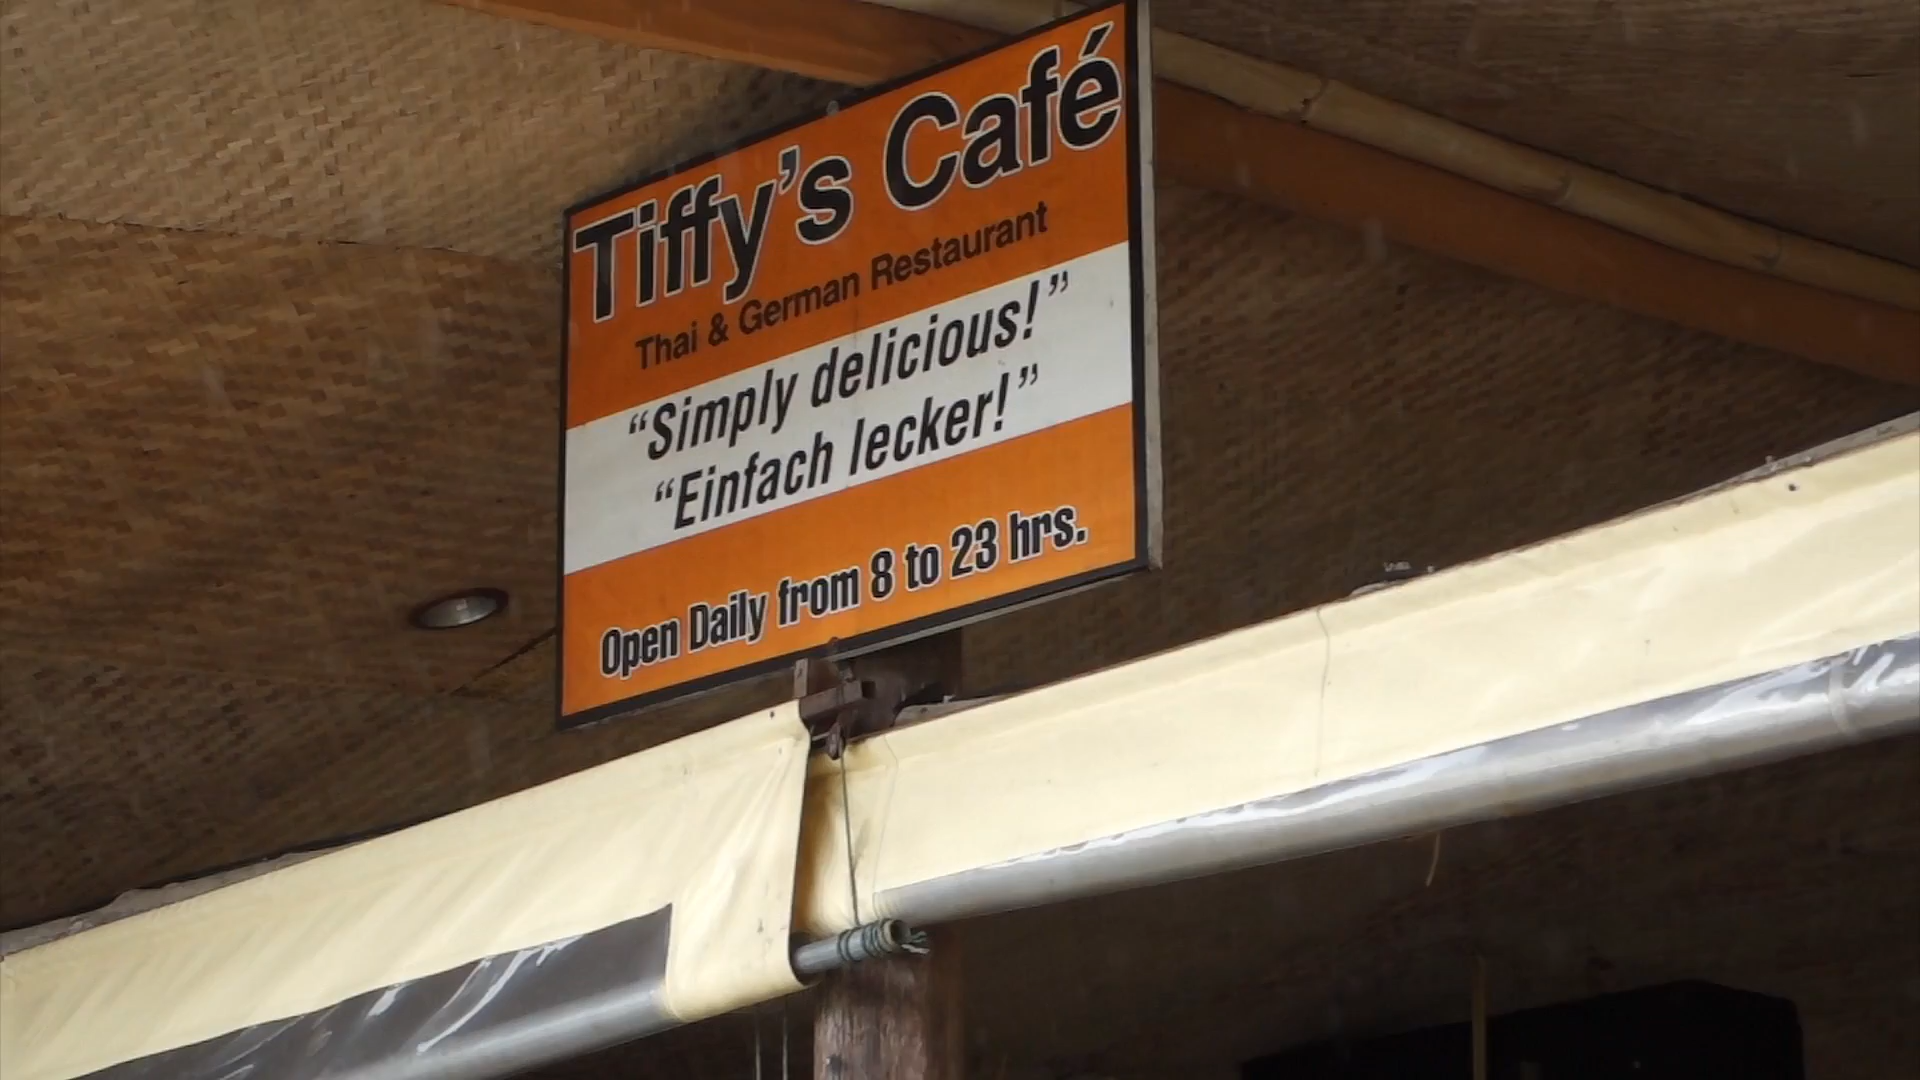 Tiffy's Café
Thai & German Restaurant
“Simply delicious!”
“Einfach lecker!”
Open Daily from 8 to 23 hrs.